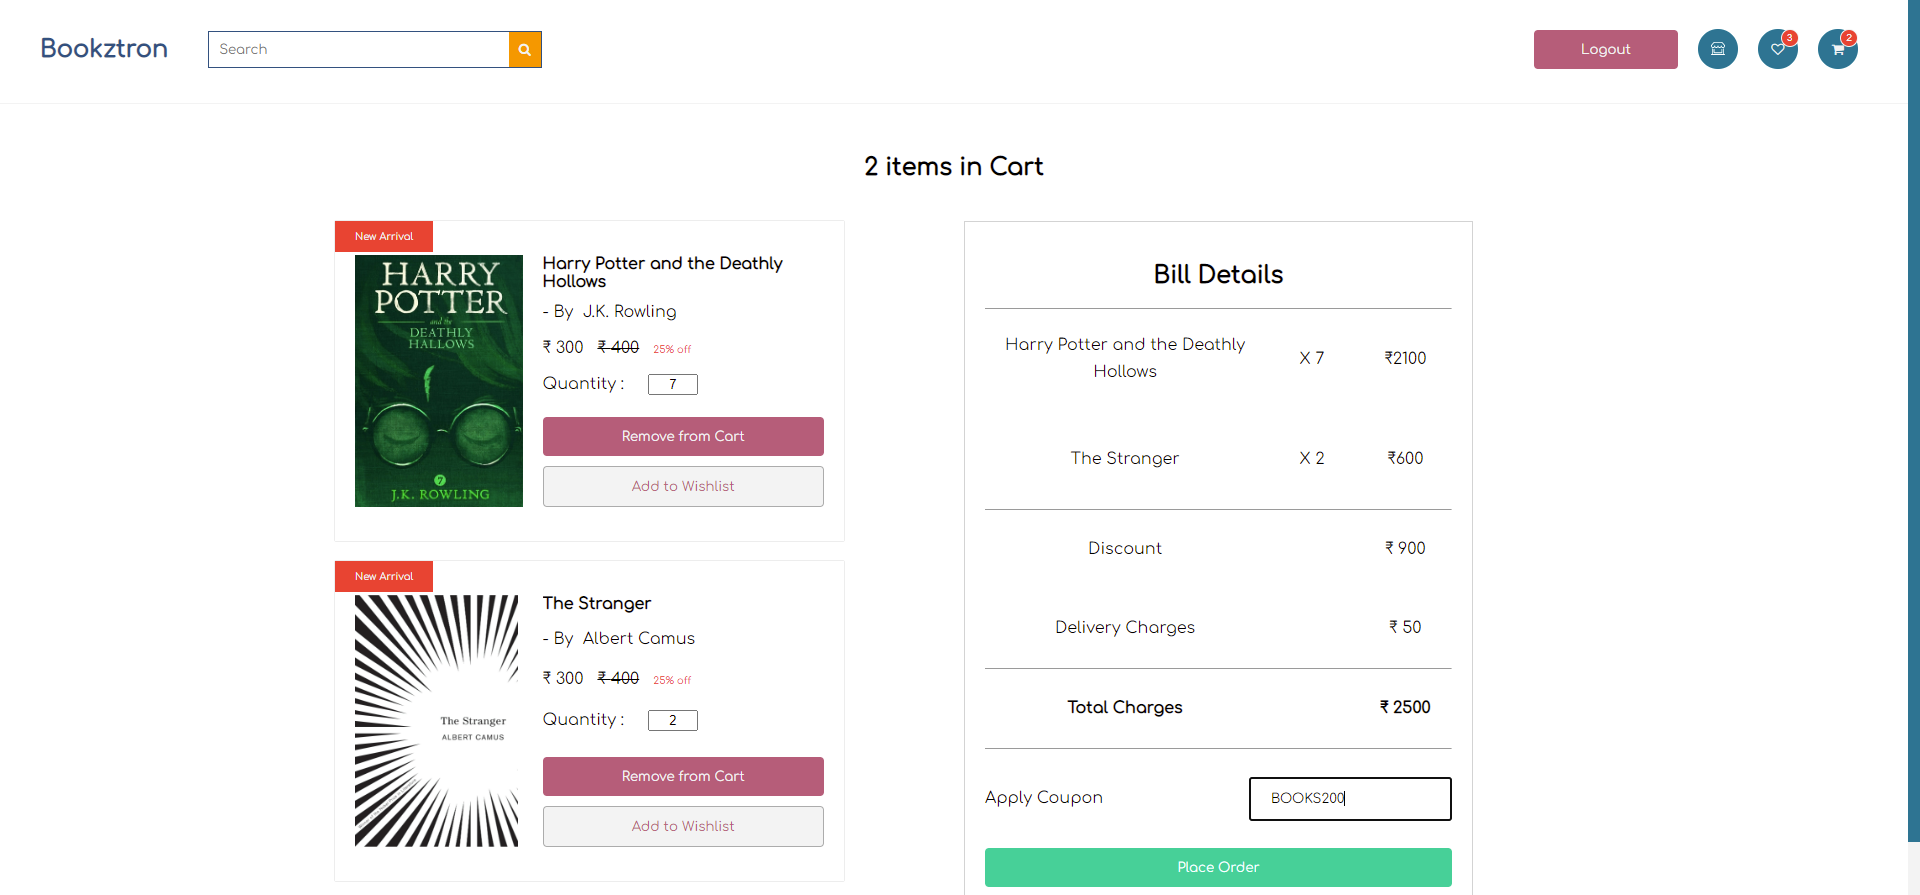 Bookztron
Search
Logout
3
2
2 items in Cart
New Arrival
HARRY
POTTER
and the
DEATHLY
HALLOWS
7
J.K. ROWLING
Harry Potter and the Deathly
Hollows
- By J.K. Rowling
₹ 300 ₹ 400 25% off
Quantity : 7
Remove from Cart
Add to Wishlist
New Arrival
The Stranger
ALBERT CAMUS
The Stranger
- By Albert Camus
₹ 300 ₹ 400 25% off
Quantity : 2
Remove from Cart
Add to Wishlist
Bill Details
Harry Potter and the Deathly
Hollows
X 7 ₹2100
The Stranger X 2 ₹600
Discount ₹ 900
Delivery Charges ₹ 50
Total Charges ₹ 2500
Apply Coupon BOOKS200
Place Order